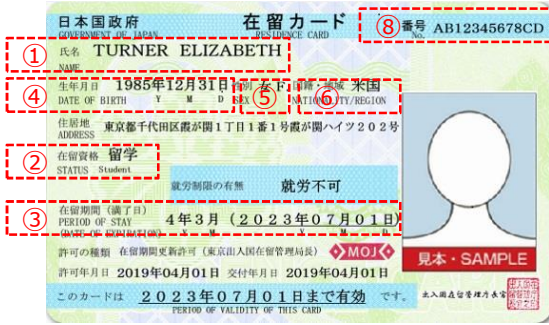 日本国政府 在留カード ⑧ 番号 AB12345678CD
GOVERNMENT OF JAPAN RESIDENCE CARD No.
① 氏名 TURNER ELIZABETH
NAME
④ 生年月日 1985年12月31日 性別 女 F. 国籍・地域 米国
DATE OF BIRTH Y M D ⑤ SEX ⑥ NATIONALITY/REGION
住居地 東京都千代田区霞が関1丁目1番1号霞が関ハイツ202号
ADDRESS
② 在留資格 留学
STATUS Student
就労制限の有無 就労不可
③ 在留期間(満了日) 4年3月(2023年07月01日)
PERIOD OF STAY
(DATE OF EXPIRATION) Y M Y M D
許可の種類 在留期間更新許可(東京出入国在留管理局長) MOJ
見本・SAMPLE
許可年月日 2019年04月01日 交付年月日 2019年04月01日
このカードは 2023年07月01日まで有効 です。 出入国在留管理庁長官
PERIOD OF VALIDITY OF THIS CARD